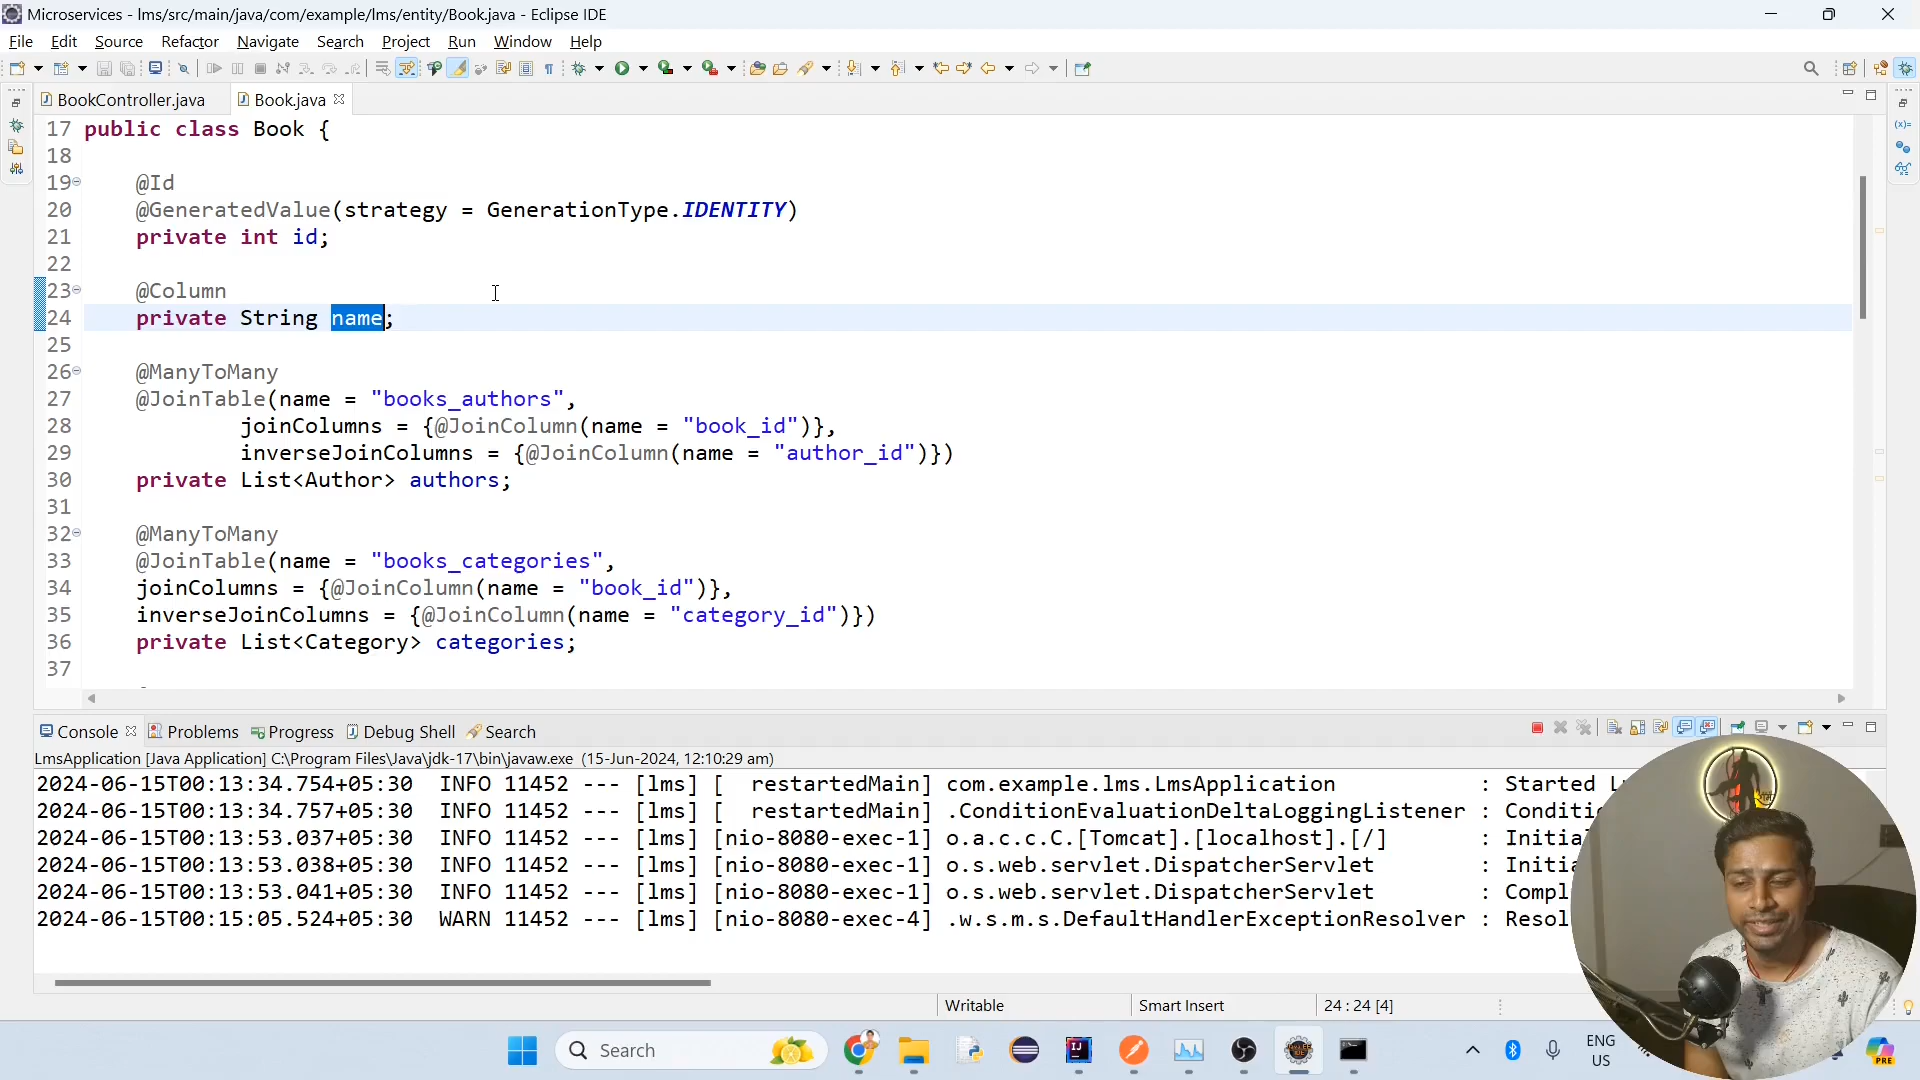 Microservices - lms/src/main/java/com/example/lms/entity/Book.java - Eclipse IDE
File Edit Source Refactor Navigate Search Project Run Window Help
BookController.java Book.java
17 public class Book {
18
19 @Id
20 @GeneratedValue(strategy = GenerationType.IDENTITY)
21 private int id;
22
23 @Column
24 private String name;
25
26 @ManyToMany
27 @JoinTable(name = "books_authors",
28 joinColumns = {@JoinColumn(name = "book_id")},
29 inverseJoinColumns = {@JoinColumn(name = "author_id")})
30 private List<Author> authors;
31
32 @ManyToMany
33 @JoinTable(name = "books_categories",
34 joinColumns = {@JoinColumn(name = "book_id")},
35 inverseJoinColumns = {@JoinColumn(name = "category_id")})
36 private List<Category> categories;
37
Console Problems Progress Debug Shell Search
LmsApplication [Java Application] C:\Program Files\Java\jdk-17\bin\javaw.exe (15-Jun-2024, 12:10:29 am)
2024-06-15T00:13:34.754+05:30 INFO 11452 --- [lms] [ restartedMain] com.example.lms.LmsApplication : Started L
2024-06-15T00:13:34.757+05:30 INFO 11452 --- [lms] [ restartedMain] .ConditionEvaluationDeltaLoggingListener : Conditi
2024-06-15T00:13:53.037+05:30 INFO 11452 --- [lms] [nio-8080-exec-1] o.a.c.c.C.[Tomcat].[localhost].[/] : Initia
2024-06-15T00:13:53.038+05:30 INFO 11452 --- [lms] [nio-8080-exec-1] o.s.web.servlet.DispatcherServlet : Initia
2024-06-15T00:13:53.041+05:30 INFO 11452 --- [lms] [nio-8080-exec-1] o.s.web.servlet.DispatcherServlet : Compl
2024-06-15T00:15:05.524+05:30 WARN 11452 --- [lms] [nio-8080-exec-4] .w.s.m.s.DefaultHandlerExceptionResolver : Resol
Writable Smart Insert 24 : 24 [4]
Search
ENG
US